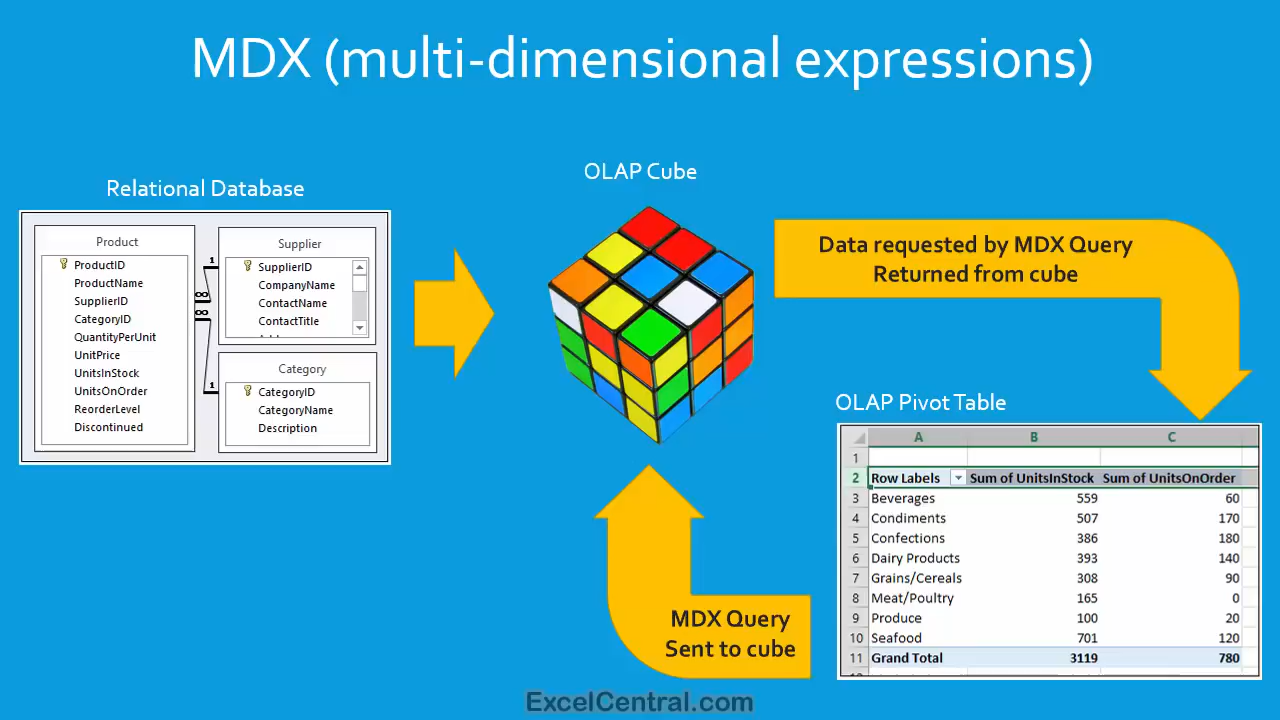 MDX (multi-dimensional expressions)
Relational Database
Product
ProductID
ProductName
SupplierID
CategoryID
QuantityPerUnit
UnitPrice
UnitsInStock
UnitsOnOrder
ReorderLevel
Discontinued
1
∞
∞
1
Supplier
SupplierID
CompanyName
ContactName
ContactTitle
Category
CategoryID
CategoryName
Description
OLAP Cube
Data requested by MDX Query
Returned from cube
OLAP Pivot Table
A B C
1
2 Row Labels Sum of UnitsInStock Sum of UnitsOnOrder
3 Beverages 559 60
4 Condiments 507 170
5 Confections 386 180
6 Dairy Products 393 140
7 Grains/Cereals 308 90
8 Meat/Poultry 165 0
9 Produce 100 20
10 Seafood 701 120
11 Grand Total 3119 780
MDX Query
Sent to cube
ExcelCentral.com